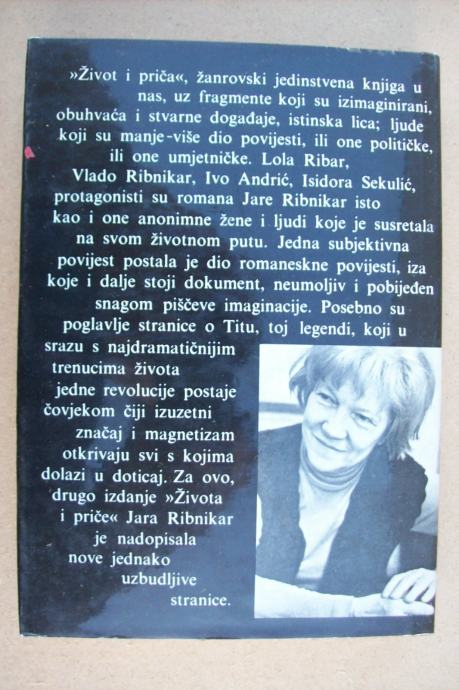 »Život i priča«, žanrovski jedinstvena knjiga u
nas, uz fragmente koji su izimaginirani,
obuhvaća i stvarne događaje, istinska lica; ljude
koji su manje-više dio povijesti, ili one političke,
ili one umjetničke. Lola Ribar,
Vlado Ribnikar, Ivo Andrić, Isidora Sekulić,
protagonisti su romana Jare Ribnikar isto
kao i one anonimne žene i ljudi koje je susretala
na svom životnom putu. Jedna subjektivna
povijest postala je dio romaneskne povijesti, iza
koje i dalje stoji dokument, neumoljiv i pobijeđen
snagom piščeve imaginacije. Posebno su
poglavlje stranice o Titu, toj legendi, koji u
srazu s najdramatičnijim
trenucima života
jedne revolucije postaje
čovjekom čiji izuzetni
značaj i magnetizam
otkrivaju svi s kojima
dolazi u doticaj. Za ovo,
drugo izdanje »Života
i priče« Jara Ribnikar
je nadopisala
nove jednako
uzbudljive
stranice.